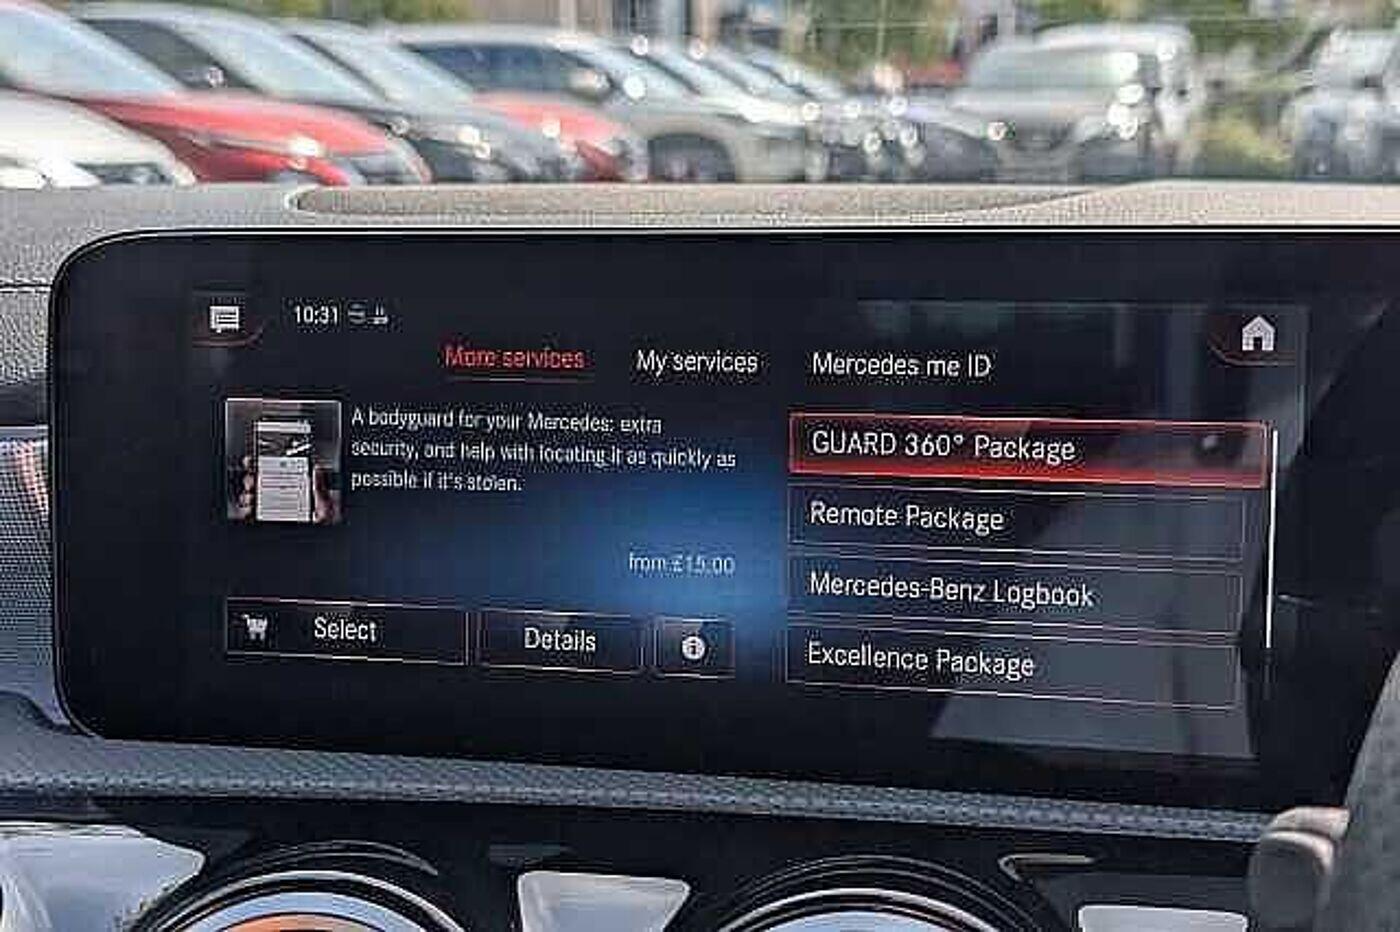 10:31
More services
My services
Mercedes me ID
A bodyguard for your Mercedes: extra
security, and help with locating it as quickly as
possible if it's stolen.
from £15.00
Select
Details
GUARD 360° Package
Remote Package
Mercedes-Benz Logbook
Excellence Package